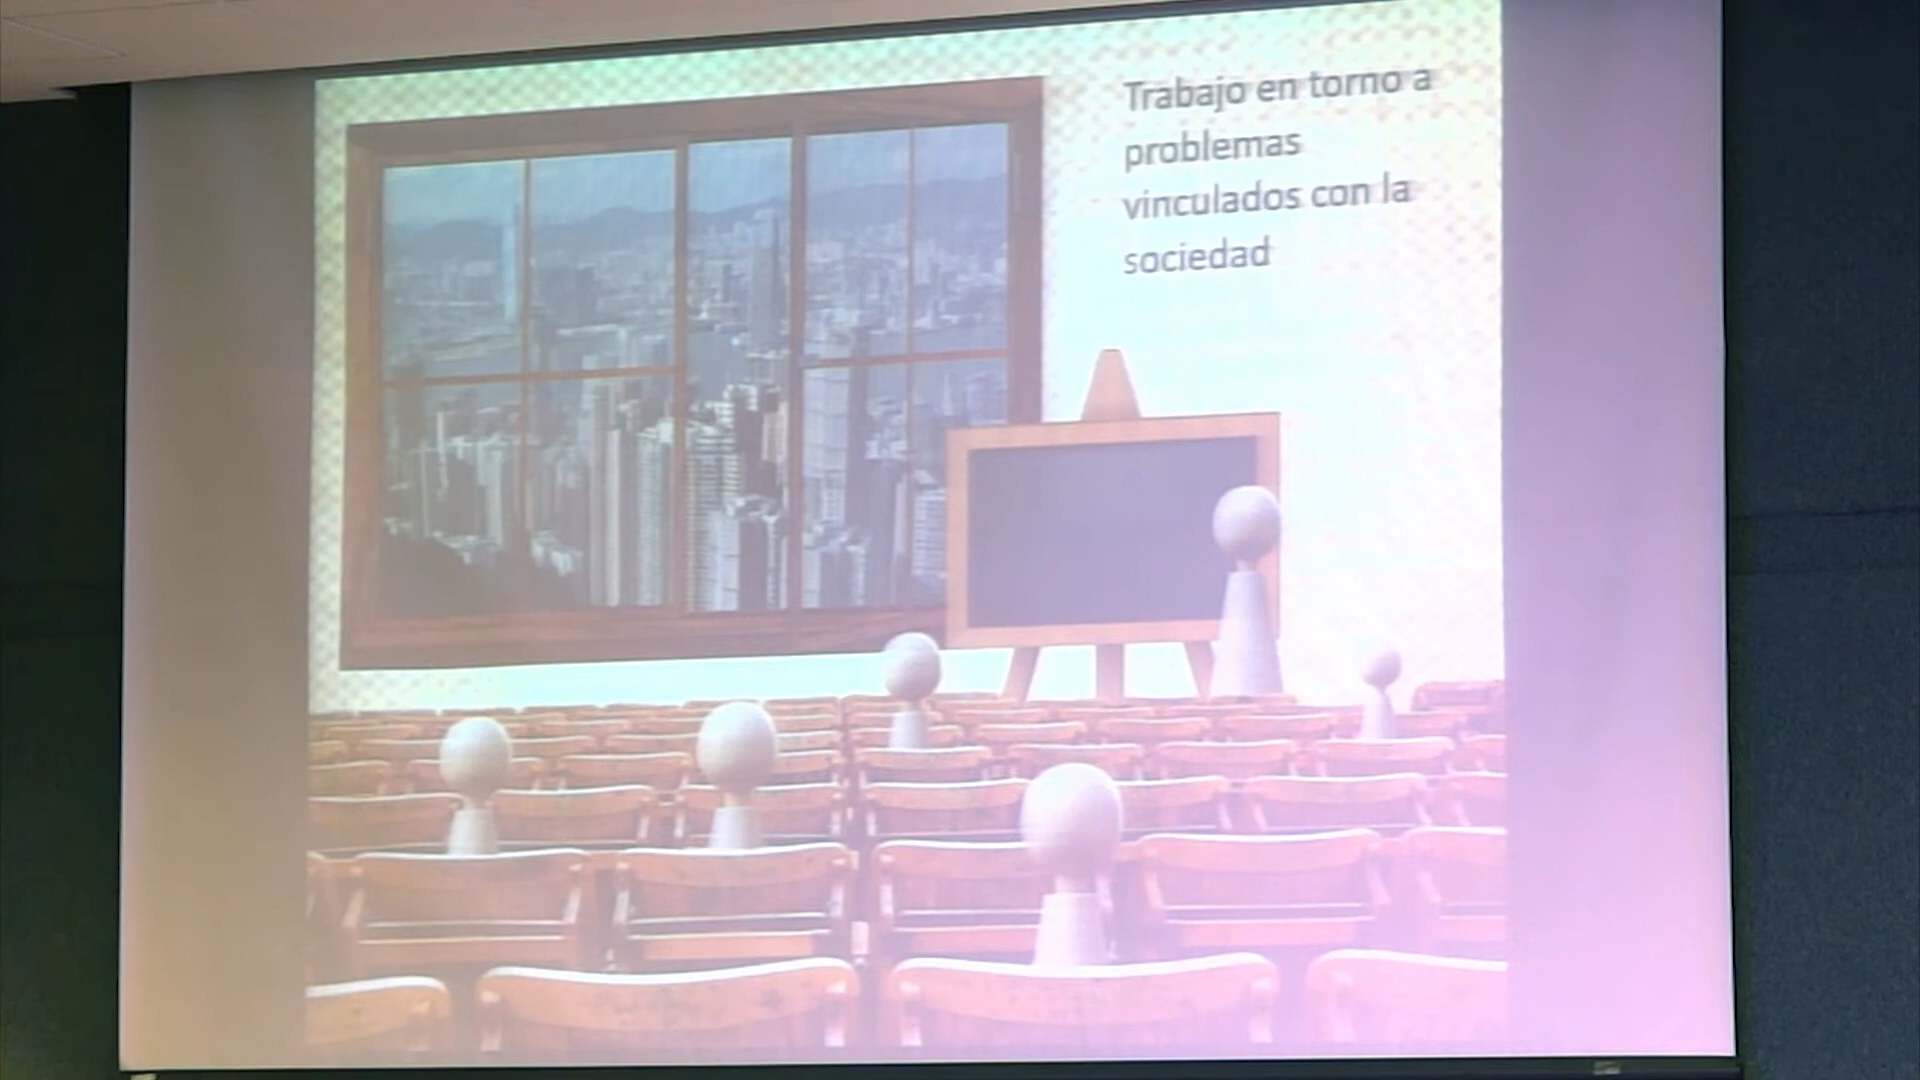 Trabajo en torno a
problemas
vinculados con la
sociedad